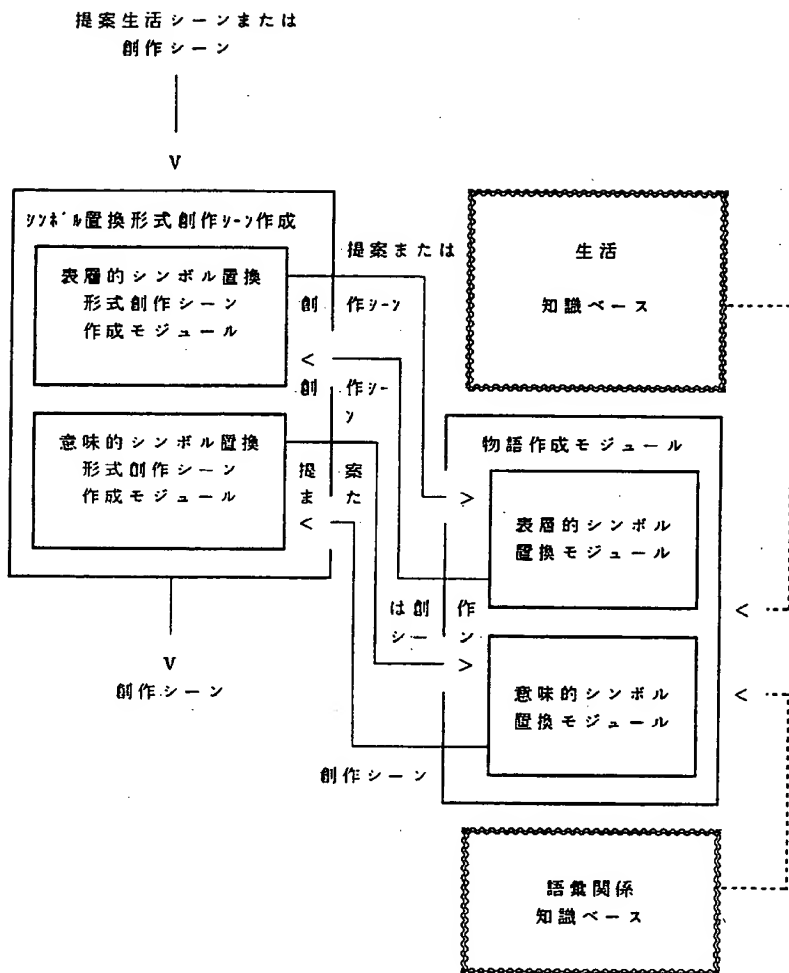 提案生活シーンまたは
創作シーン
V
ｼﾝﾎﾞﾙ置換形式創作ｼｰﾝ作成
表層的シンボル置換
形式創作シーン
作成モジュール
意味的シンボル置換
形式創作シーン
作成モジュール
V
創作シーン
提案または
創作ｼｰﾝ
<
創作ｼｰ
ﾝ
提案
また
<
は創作
シーン
>
>
創作シーン
生活
知識ベース
物語作成モジュール
表層的シンボル
置換モジュール
意味的シンボル
置換モジュール
<
<
語彙関係
知識ベース